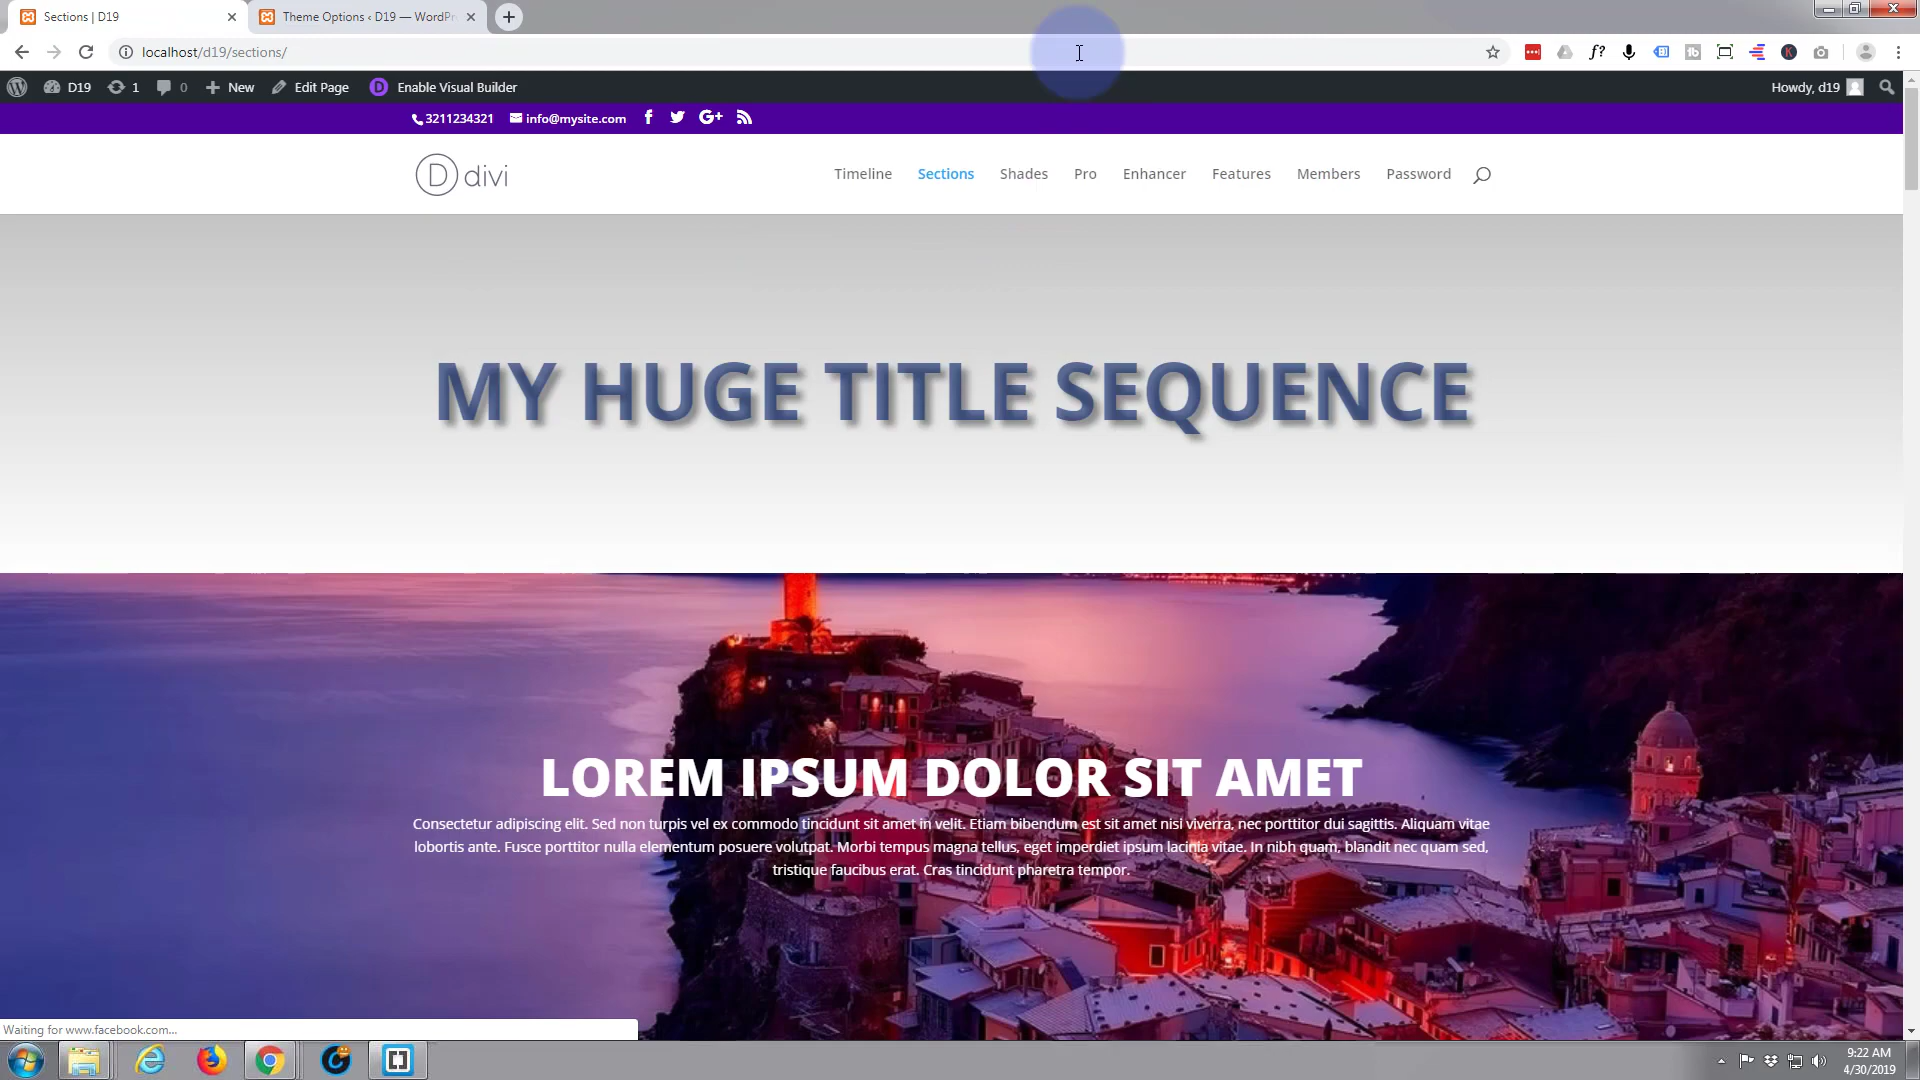 Sections | D19
Theme Options ‹ D19 — WordPr
localhost/d19/sections/
D19
1
0
New
Edit Page
Enable Visual Builder
Howdy, d19
3211234321
info@mysite.com
divi
Timeline
Sections
Shades
Pro
Enhancer
Features
Members
Password
MY HUGE TITLE SEQUENCE
LOREM IPSUM DOLOR SIT AMET
Consectetur adipiscing elit. Sed non turpis vel ex commodo tincidunt sit amet in velit. Etiam bibendum est sit amet nisi viverra, nec porttitor dui sagittis. Aliquam vitae
lobortis ante. Fusce porttitor nulla elementum posuere volutpat. Morbi tempus magna tellus, eget imperdiet ipsum lacinia vitae. In nibh quam, blandit nec quam sed,
tristique faucibus erat. Cras tincidunt pharetra tempor.
Waiting for www.facebook.com...
9:22 AM
4/30/2019